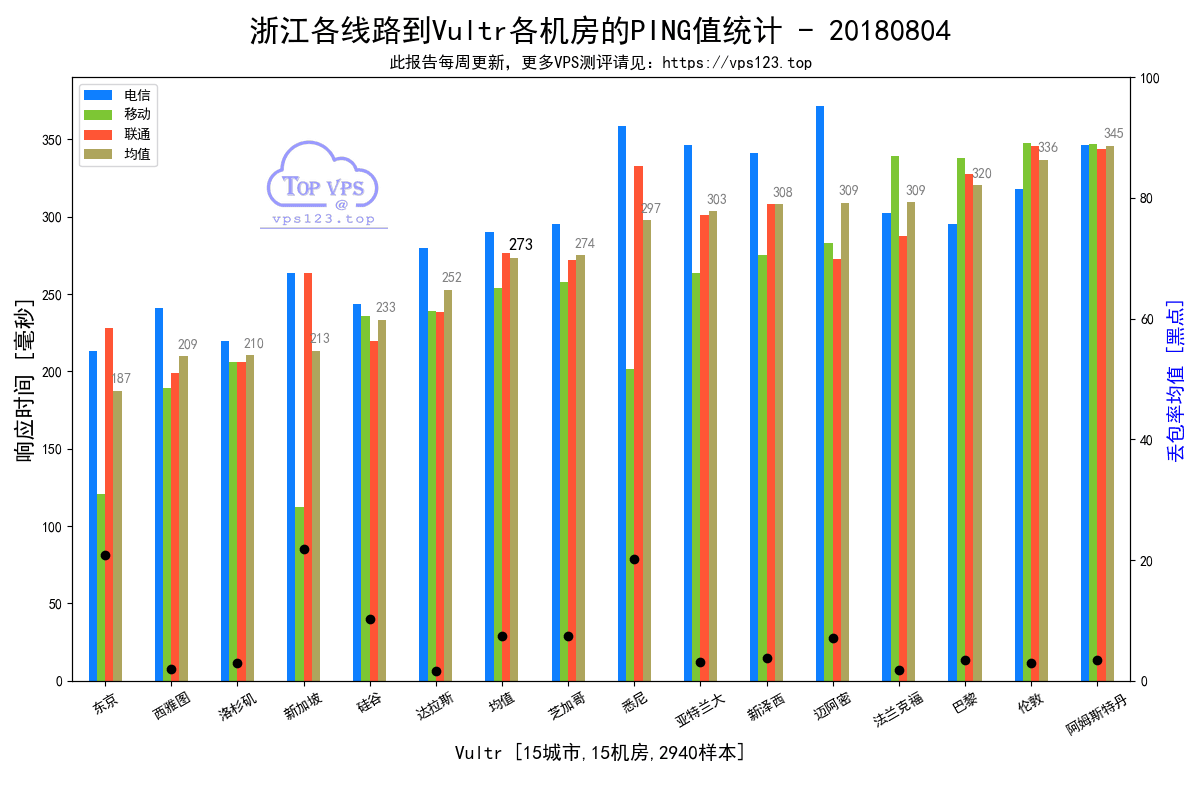 浙江各线路到Vultr各机房的PING值统计 - 20180804
此报告每周更新，更多VPS测评请见：https://vps123.top
电信
移动
联通
均值
TOP VPS
@
vps123.top
响应时间 [毫秒]
350
300
250
200
150
100
50
0
187
209
210
213
233
252
273
274
297
303
308
309
309
320
336
345
100
80
60
40
20
0
丢包率均值 [黑点]
东京
西雅图
洛杉矶
新加坡
硅谷
达拉斯
均值
芝加哥
悉尼
亚特兰大
新泽西
迈阿密
法兰克福
巴黎
伦敦
阿姆斯特丹
Vultr [15城市,15机房,2940样本]